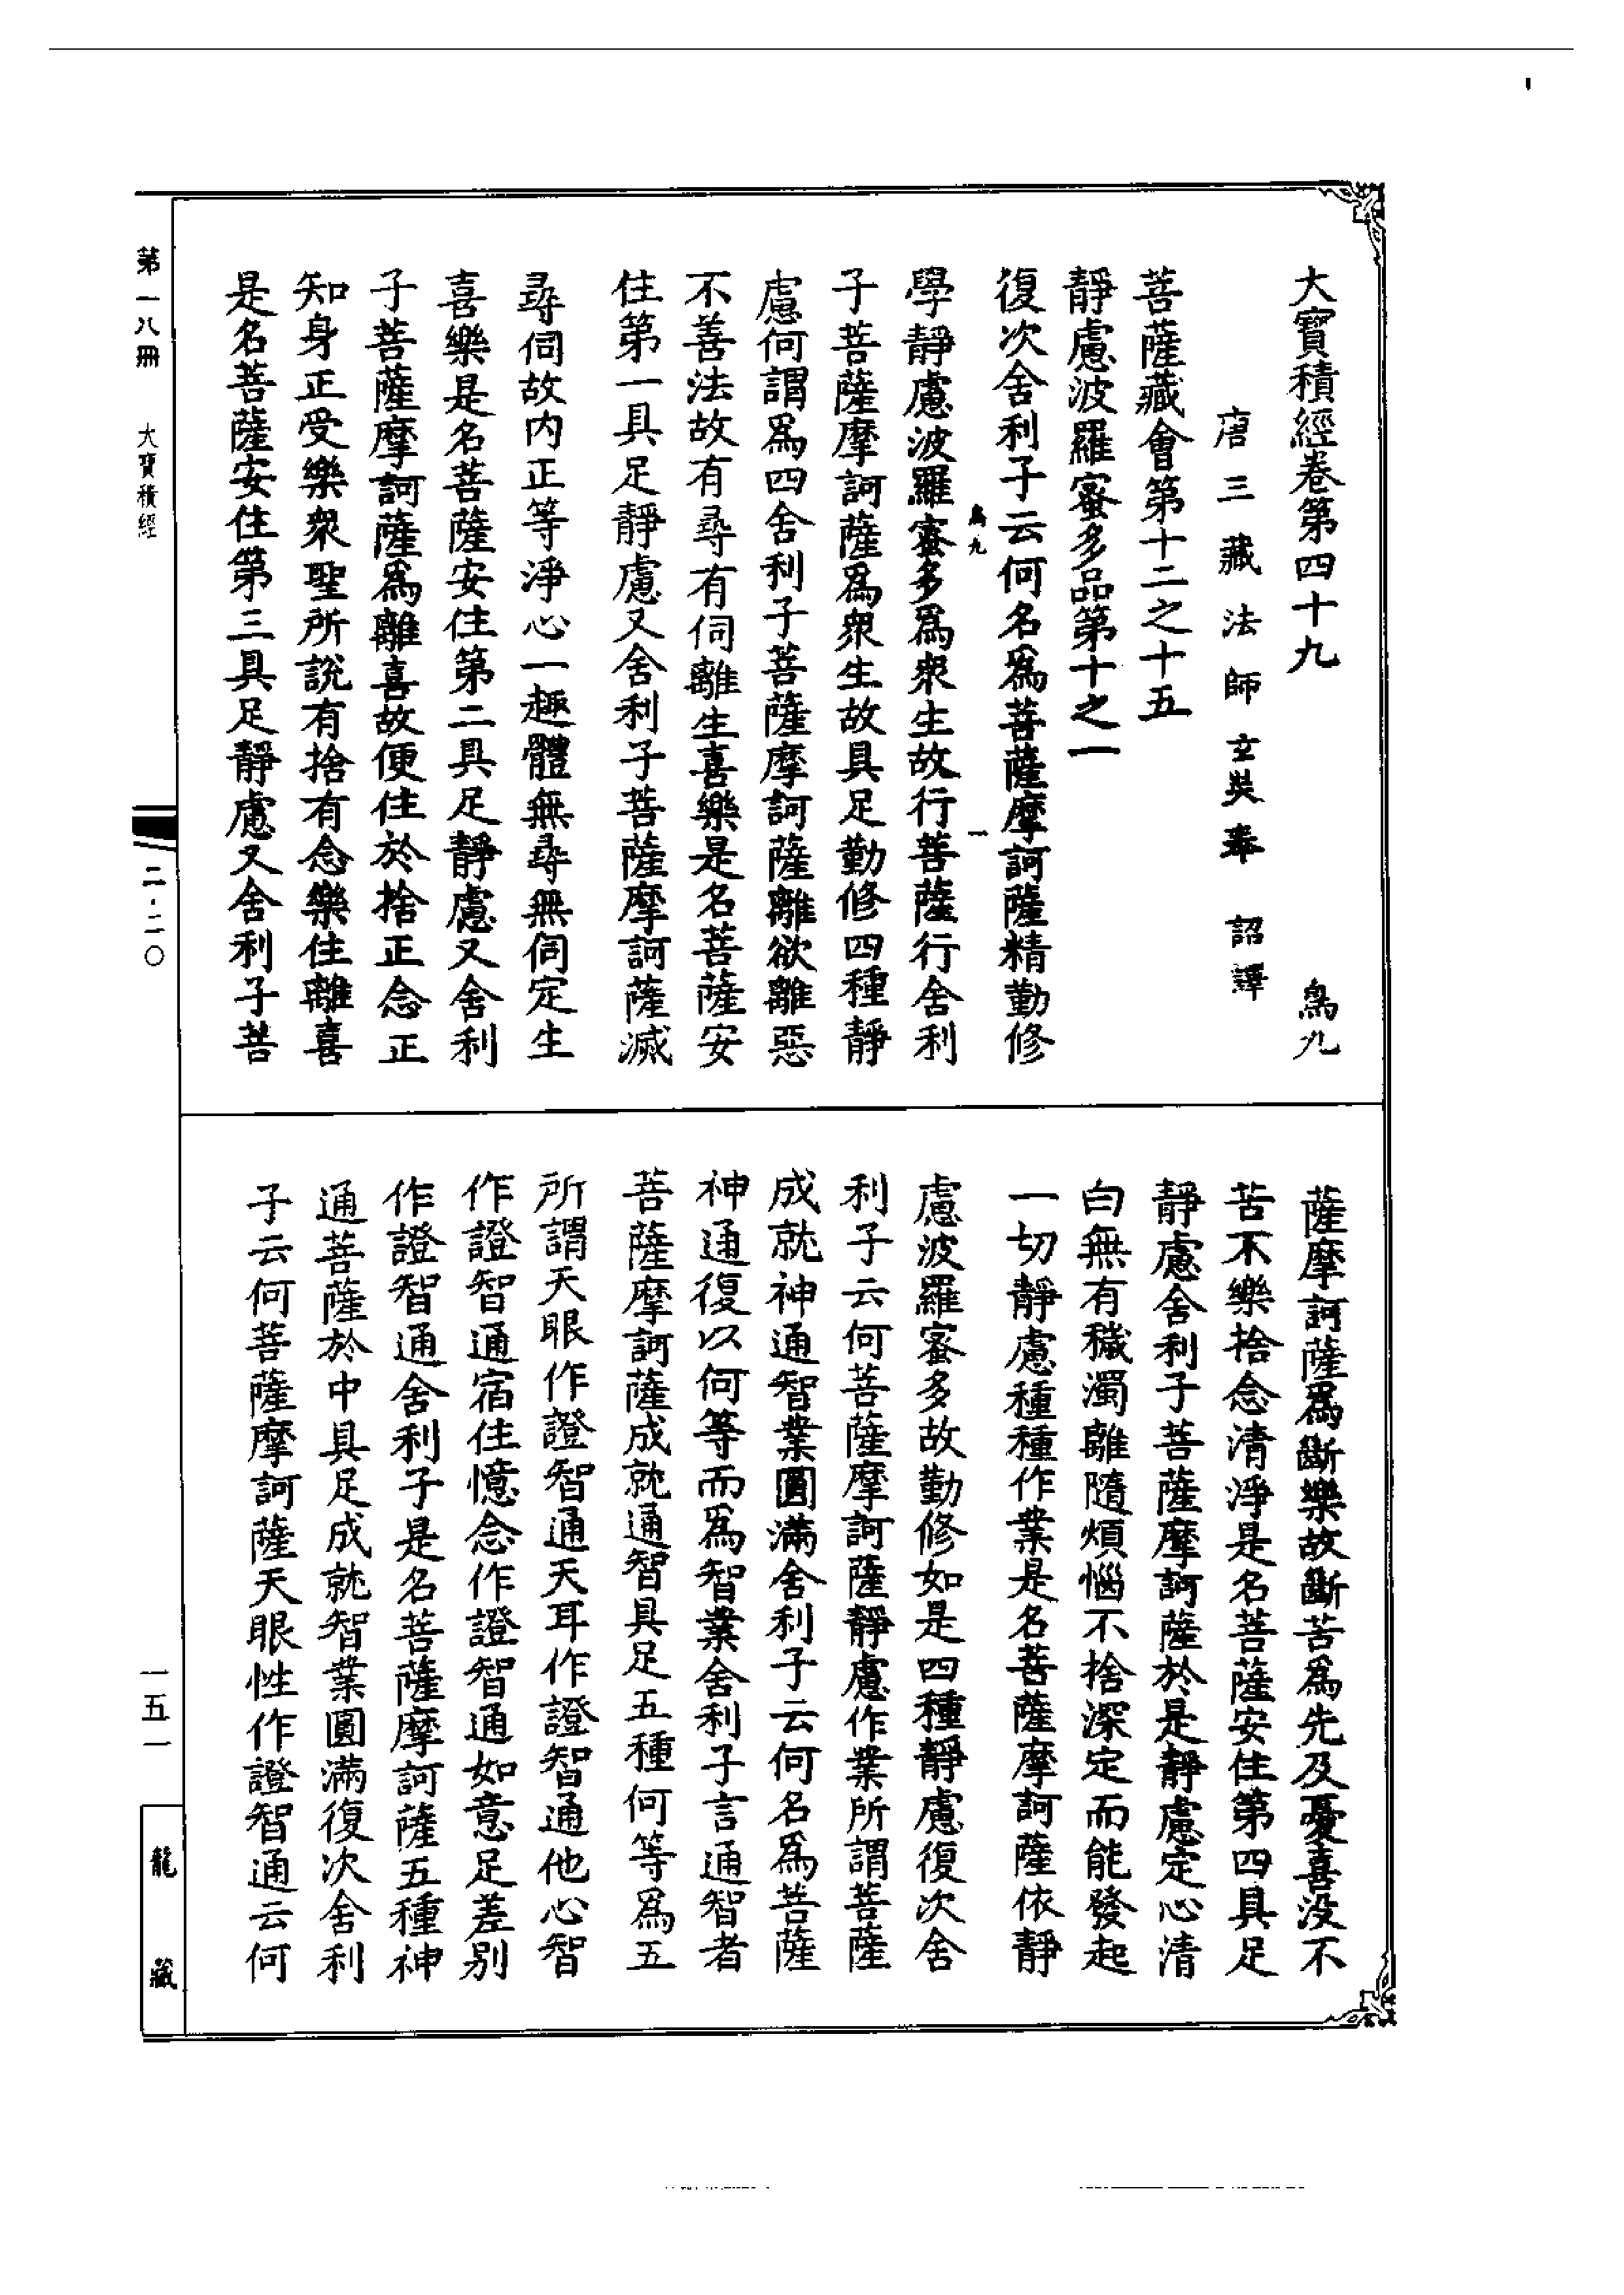 大寶積經卷第四十九　鳥九
唐三藏法師玄奘奉　詔譯
菩薩藏會第十二之十五
靜慮波羅蜜多品第十之一
復次舍利子云何名爲菩薩摩訶薩精勤修
鳥九　一
學靜慮波羅蜜多爲衆生故行菩薩行舍利
子菩薩摩訶薩爲衆生故具足勤修四種靜
慮何謂爲四舍利子菩薩摩訶薩離欲離惡
不善法故有尋有伺離生喜樂是名菩薩安
住第一具足靜慮又舍利子菩薩摩訶薩滅
尋伺故内正等淨心一趣體無尋無伺定生
喜樂是名菩薩安住第二具足靜慮又舍利
子菩薩摩訶薩爲離喜故便住於捨正念正
知身正受樂衆聖所說有捨有念樂住離喜
是名菩薩安住第三具足靜慮又舍利子菩
薩摩訶薩爲斷樂故斷苦爲先及憂喜没不
苦不樂捨念清淨是名菩薩安住第四具足
靜慮舍利子菩薩摩訶薩於是靜慮定心清
白無有穢濁離隨煩惱不捨深定而能發起
一切靜慮種種作業是名菩薩摩訶薩依靜
慮波羅蜜多故勤修如是四種靜慮復次舍
利子云何菩薩摩訶薩靜慮作業所謂菩薩
成就神通智業圓滿舍利子云何名爲菩薩
神通復以何等而爲智業舍利子言通智者
菩薩摩訶薩成就通智具足五種何等爲五
所謂天眼作證智通天耳作證智通他心智
作證智通宿住憶念作證智通如意足差别
作證智通舍利子是名菩薩摩訶薩五種神
通菩薩於中具足成就智業圓滿復次舍利
子云何菩薩摩訶薩天眼性作證智通云何
第一八冊　大寶積經　二·二〇　一五一　龍藏